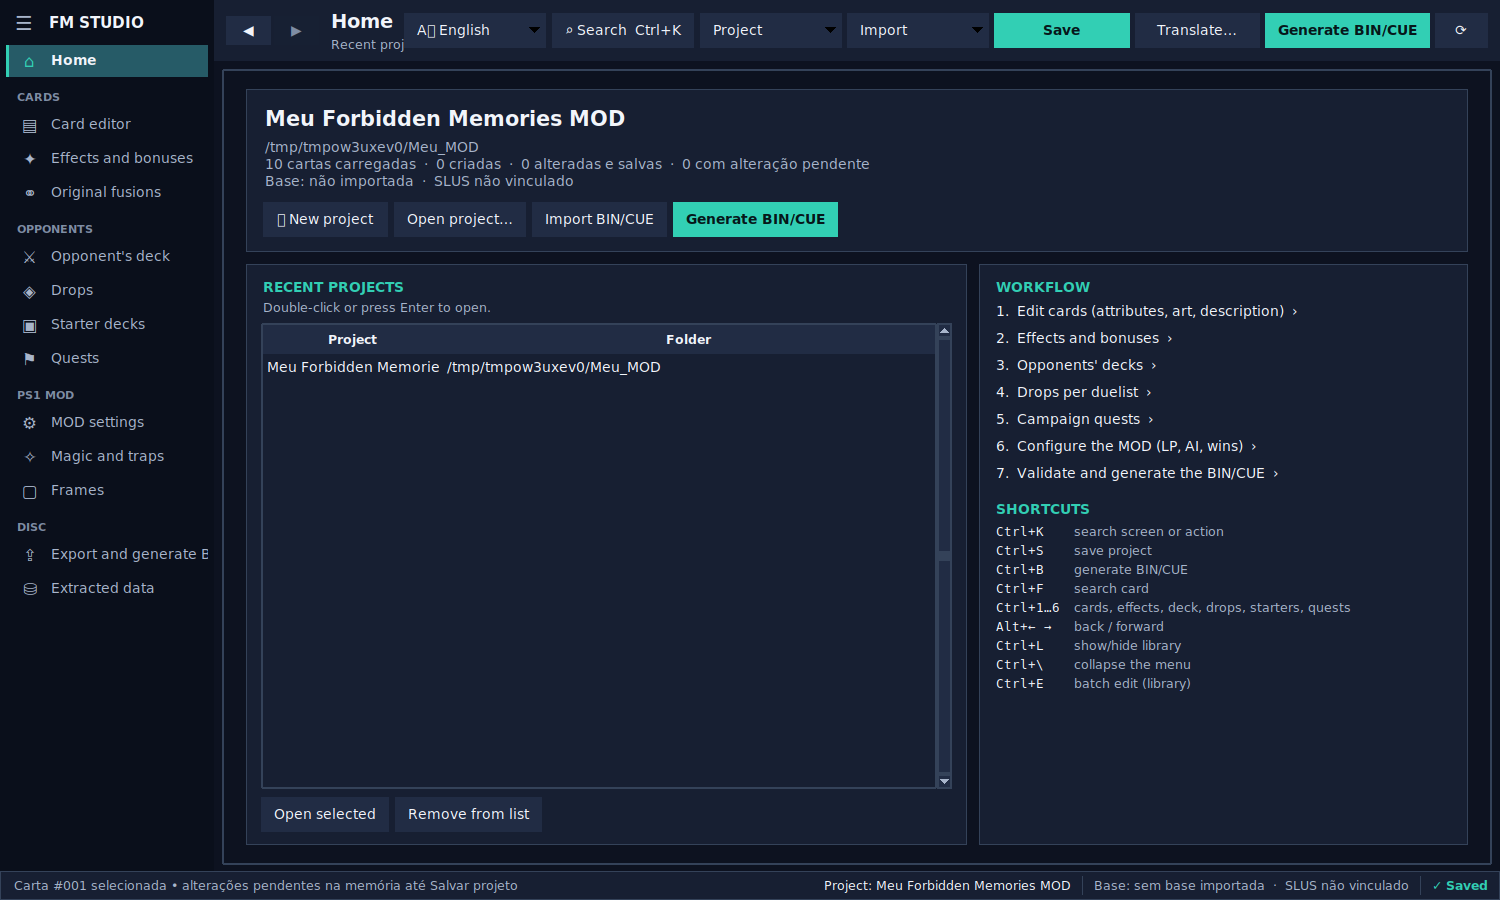 FM STUDIO
Home
CARDS
Card editor
Effects and bonuses
Original fusions
OPPONENTS
Opponent's deck
Drops
Starter decks
Quests
PS1 MOD
MOD settings
Magic and traps
Frames
DISC
Export and generate B
Extracted data
Home
Recent proj
English
Search Ctrl+K
Project
Import
Save
Translate...
Generate BIN/CUE
Meu Forbidden Memories MOD
/tmp/tmpow3uxev0/Meu_MOD
10 cartas carregadas · 0 criadas · 0 alteradas e salvas · 0 com alteração pendente
Base: não importada · SLUS não vinculado
New project
Open project...
Import BIN/CUE
Generate BIN/CUE
RECENT PROJECTS
Double-click or press Enter to open.
Project Folder
Meu Forbidden Memorie /tmp/tmpow3uxev0/Meu_MOD
Open selected
Remove from list
WORKFLOW
1. Edit cards (attributes, art, description) ›
2. Effects and bonuses ›
3. Opponents' decks ›
4. Drops per duelist ›
5. Campaign quests ›
6. Configure the MOD (LP, AI, wins) ›
7. Validate and generate the BIN/CUE ›
SHORTCUTS
Ctrl+K search screen or action
Ctrl+S save project
Ctrl+B generate BIN/CUE
Ctrl+F search card
Ctrl+1…6 cards, effects, deck, drops, starters, quests
Alt+← → back / forward
Ctrl+L show/hide library
Ctrl+\ collapse the menu
Ctrl+E batch edit (library)
Carta #001 selecionada • alterações pendentes na memória até Salvar projeto
Project: Meu Forbidden Memories MOD
Base: sem base importada · SLUS não vinculado
✓ Saved